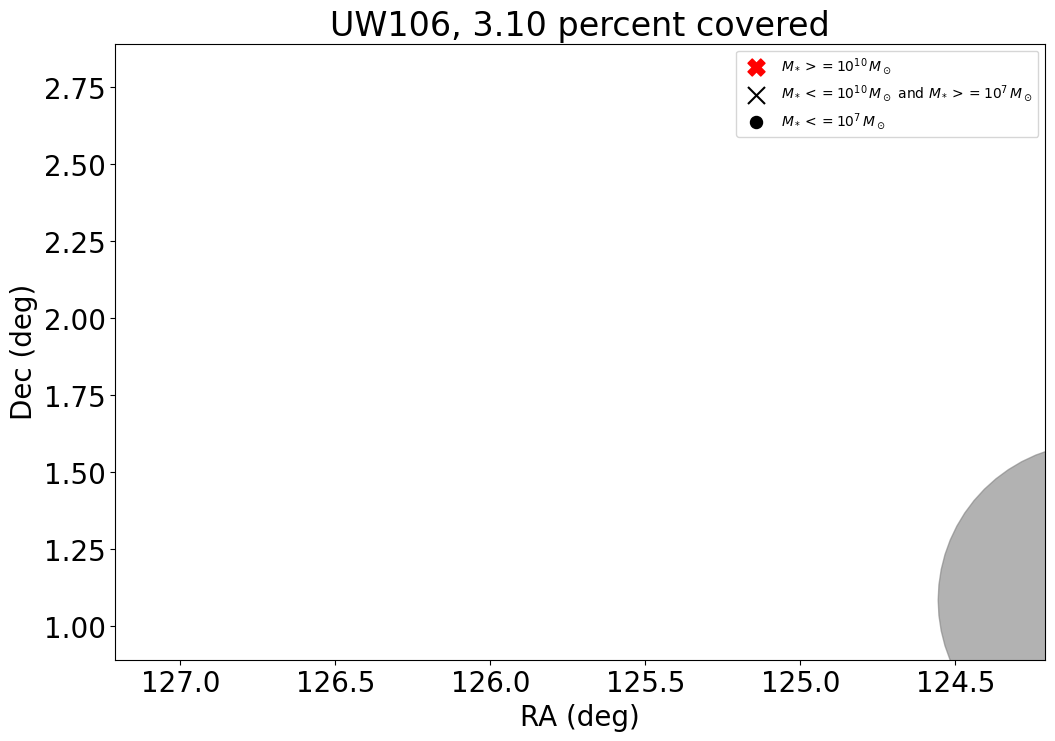 UW106, 3.10 percent covered
M* >= 10^10 M⊙
M* <= 10^10 M⊙ and M* >= 10^7 M⊙
M* <= 10^7 M⊙
2.75
2.50
2.25
2.00
1.75
1.50
1.25
1.00
Dec (deg)
127.0 126.5 126.0 125.5 125.0 124.5
RA (deg)